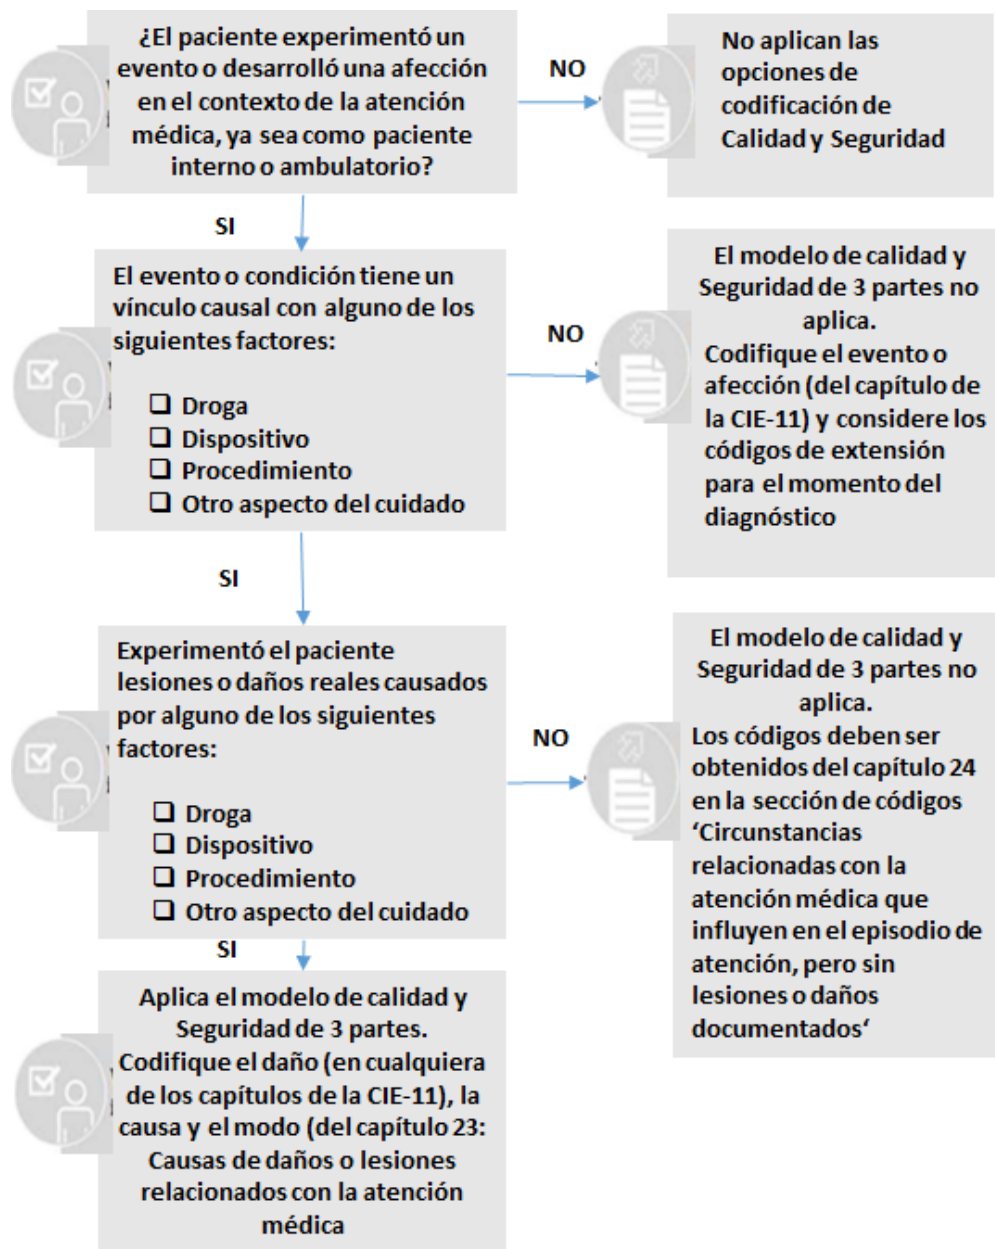 ¿El paciente experimentó un
evento o desarrolló una afección
en el contexto de la atención
médica, ya sea como paciente
interno o ambulatorio?
NO
No aplican las
opciones de
codificación de
Calidad y Seguridad
SI
El evento o condición tiene un
vínculo causal con alguno de los
siguientes factores:
❑ Droga
❑ Dispositivo
❑ Procedimiento
❑ Otro aspecto del cuidado
NO
El modelo de calidad y
Seguridad de 3 partes no
aplica.
Codifique el evento o
afección (del capítulo de
la CIE-11) y considere los
códigos de extensión
para el momento del
diagnóstico
SI
Experimentó el paciente
lesiones o daños reales causados
por alguno de los siguientes
factores:
❑ Droga
❑ Dispositivo
❑ Procedimiento
❑ Otro aspecto del cuidado
NO
El modelo de calidad y
Seguridad de 3 partes no
aplica.
Los códigos deben ser
obtenidos del capítulo 24
en la sección de códigos
‘Circunstancias
relacionadas con la
atención médica que
influyen en el episodio de
atención, pero sin
lesiones o daños
documentados‘
SI
Aplica el modelo de calidad y
Seguridad de 3 partes.
Codifique el daño (en cualquiera
de los capítulos de la CIE-11), la
causa y el modo (del capítulo 23:
Causas de daños o lesiones
relacionados con la atención
médica